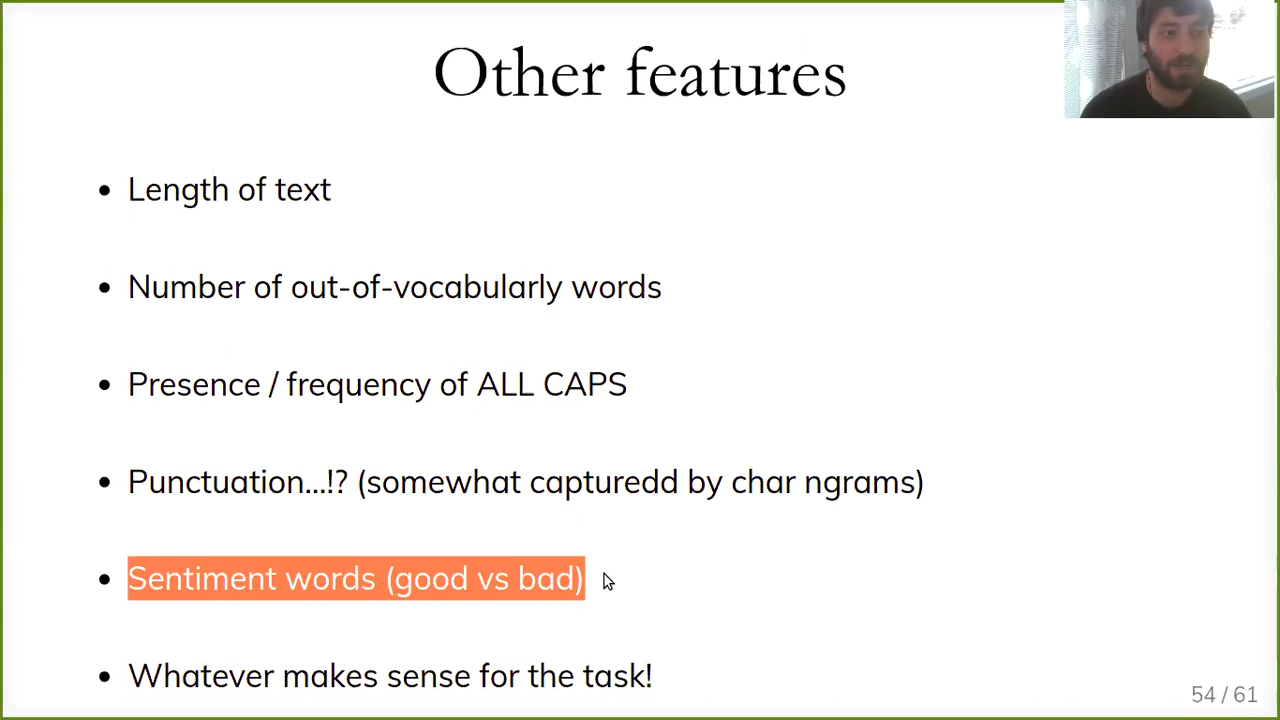 Other features
• Length of text
• Number of out-of-vocabularly words
• Presence / frequency of ALL CAPS
• Punctuation...!? (somewhat capturedd by char ngrams)
• Sentiment words (good vs bad)
• Whatever makes sense for the task!
54 / 61